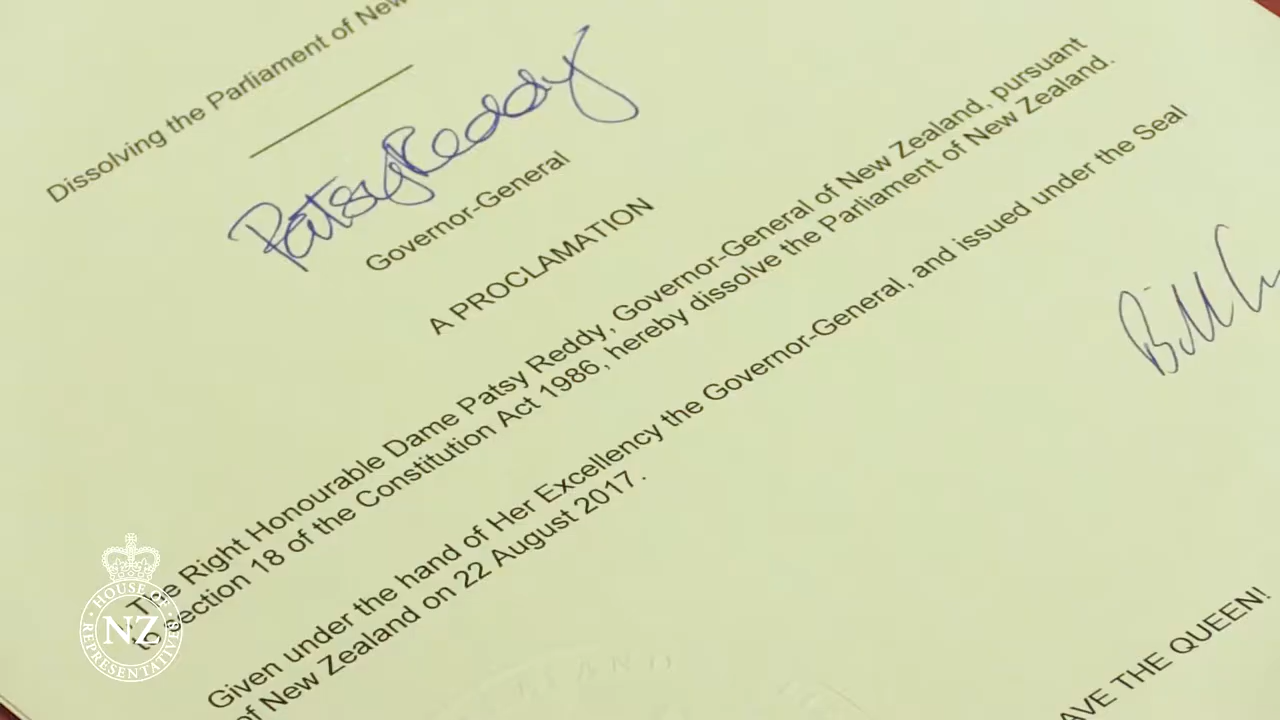 Dissolving the Parliament of New
Patsy Reddy
Governor-General
A PROCLAMATION
The Right Honourable Dame Patsy Reddy, Governor-General of New Zealand, pursuant
to Section 18 of the Constitution Act 1986, hereby dissolve the Parliament of New Zealand.
Given under the hand of Her Excellency the Governor-General, and issued under the Seal
of New Zealand on 22 August 2017.
Bill
AVE THE QUEEN!
HOUSE OF
NZ
REPRESENTATIVES